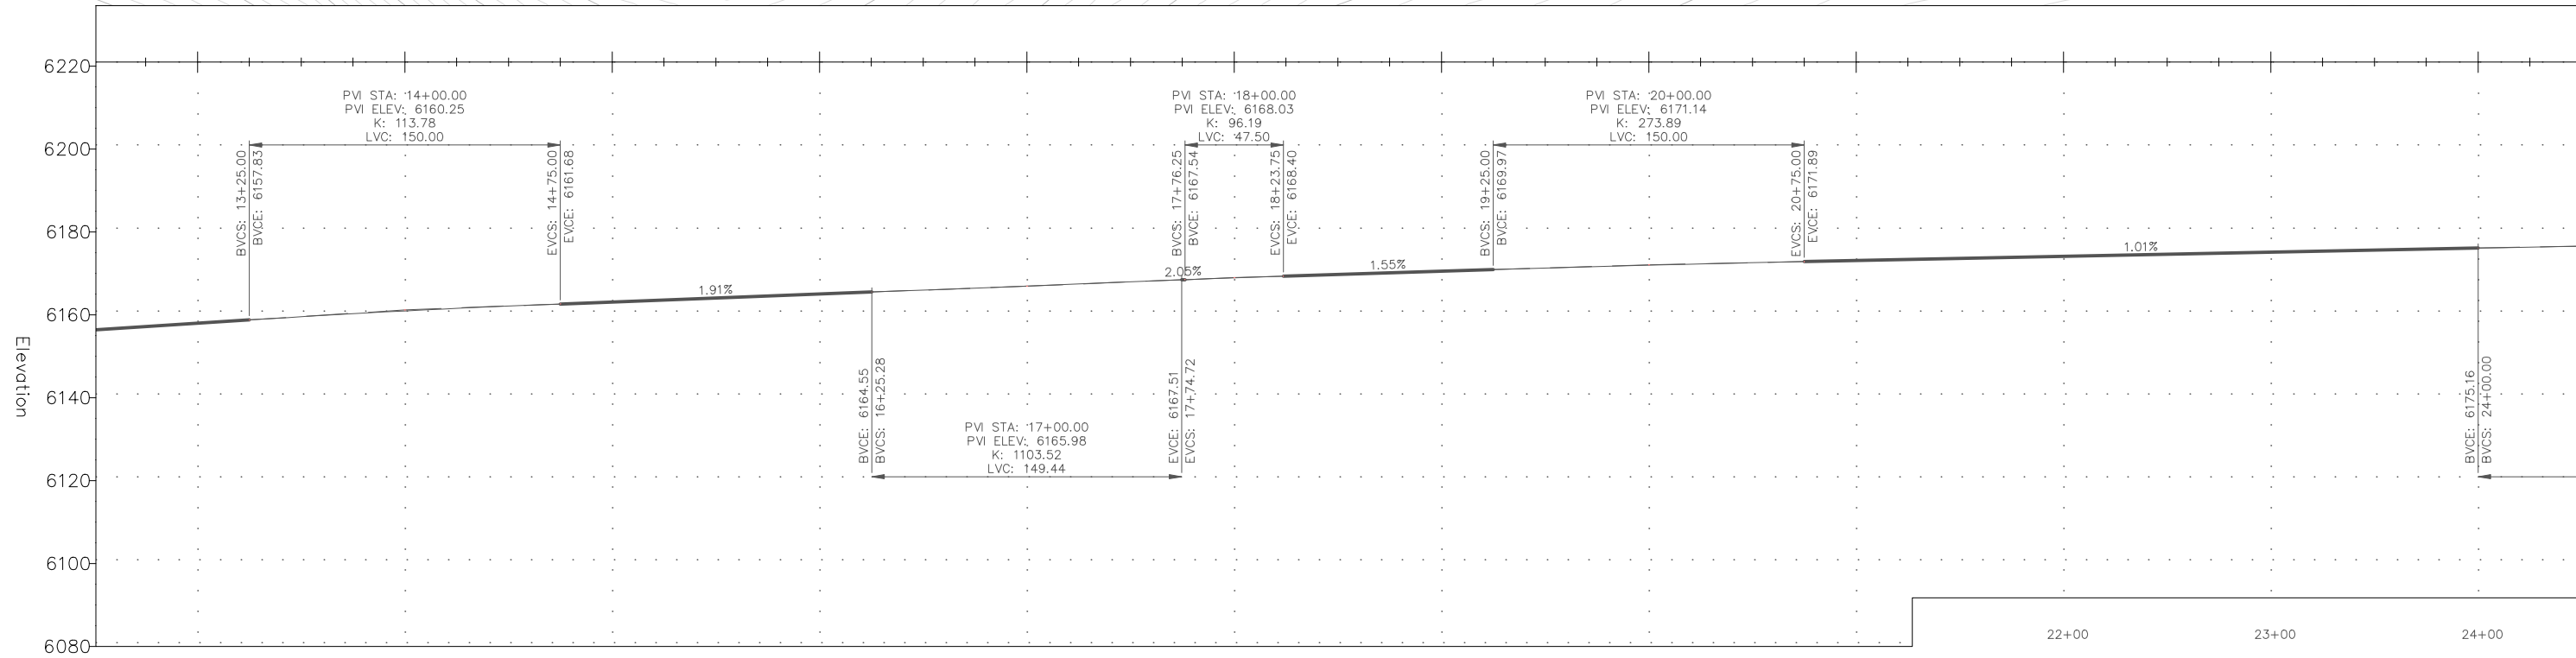 6220
PVI STA: 14+00.00
PVI ELEV: 6160.25
K: 113.78
LVC: 150.00
PVI STA: 18+00.00
PVI ELEV: 6168.03
K: 96.19
LVC: 47.50
PVI STA: 20+00.00
PVI ELEV: 6171.14
K: 273.89
LVC: 150.00
6200
BVCS: 13+25.00
BVCE: 6157.83
EVCS: 14+75.00
EVCE: 6161.68
BVCS: 17+76.25
BVCE: 6167.54
EVCS: 18+23.75
EVCE: 6168.40
BVCS: 19+25.00
BVCE: 6169.97
EVCS: 20+75.00
EVCE: 6171.89
6180
1.91%
2.05%
1.55%
1.01%
6160
Elevation
BVCE: 6164.55
BVCS: 16+25.28
EVCE: 6167.51
EVCS: 17+74.72
BVCE: 6175.16
BVCS: 24+00.00
6140
PVI STA: 17+00.00
PVI ELEV: 6165.98
K: 1103.52
LVC: 149.44
6120
6100
6080
22+00
23+00
24+00